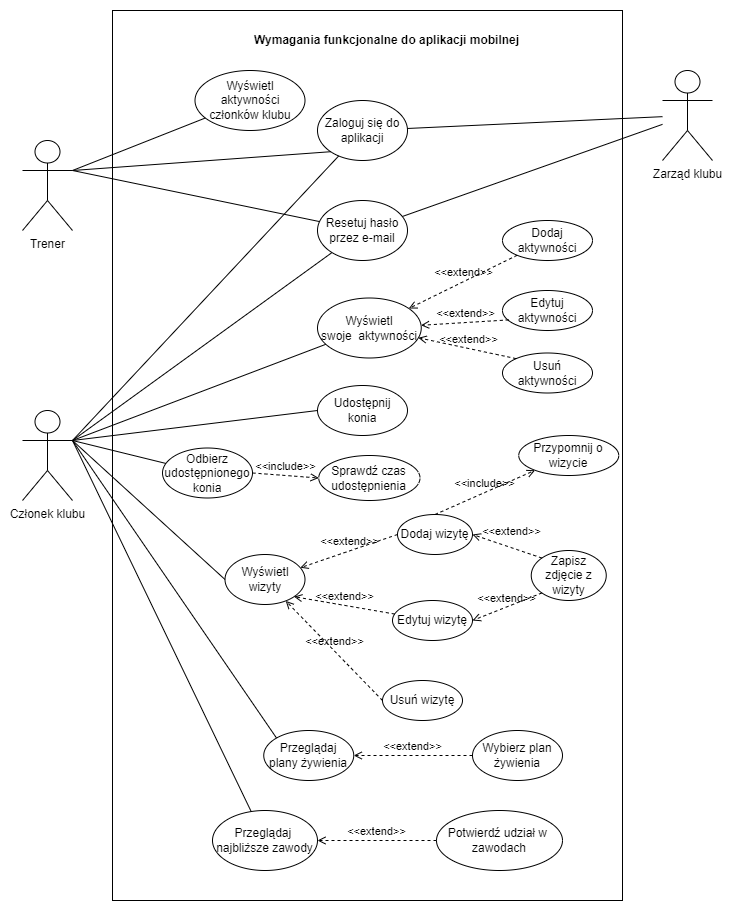 Wymagania funkcjonalne do aplikacji mobilnej
Wyświetl
aktywności
członków klubu
Zaloguj się do
aplikacji
Zarząd klubu
Trener
Resetuj hasło
przez e-mail
Dodaj
aktywności
<<extend>>
Edytuj
aktywności
<<extend>>
Wyświetl
swoje aktywności
<<extend>>
Usuń
aktywności
Udostępnij
konia
Członek klubu
Odbierz
udostępnionego
konia
<<include>>
Sprawdź czas
udostępnienia
Przypomnij o
wizycie
<<include>>
Dodaj wizytę
<<extend>>
<<extend>>
Wyświetl
wizyty
Zapisz
zdjęcie z
wizyty
<<extend>>
<<extend>>
Edytuj wizytę
<<extend>>
Usuń wizytę
Przeglądaj
plany żywienia
<<extend>>
Wybierz plan
żywienia
Przeglądaj
najbliższe zawody
<<extend>>
Potwierdź udział w
zawodach